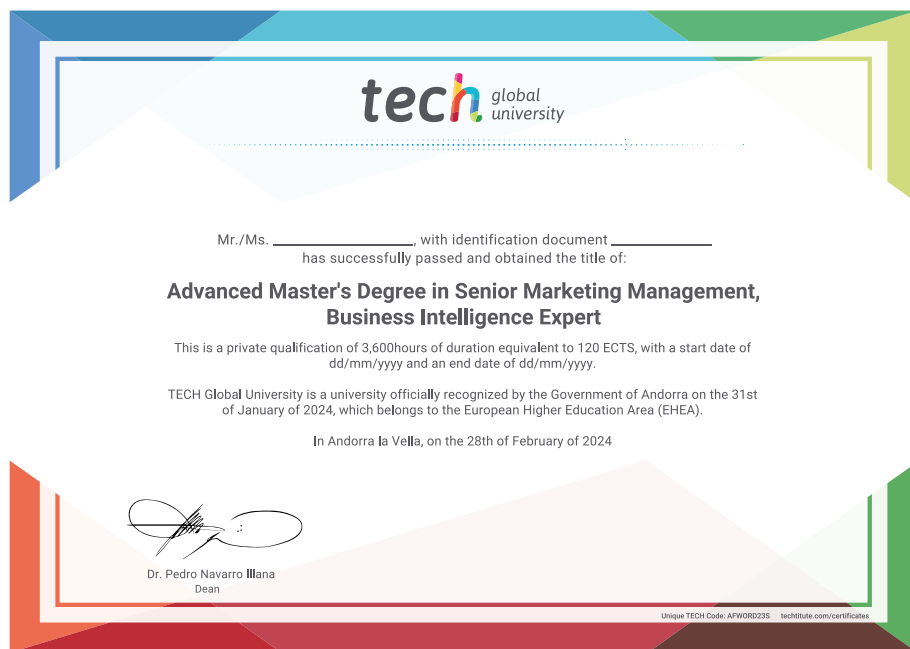 tech global university
Mr./Ms. ____________________, with identification document ______________
has successfully passed and obtained the title of:
Advanced Master's Degree in Senior Marketing Management,
Business Intelligence Expert
This is a private qualification of 3,600hours of duration equivalent to 120 ECTS, with a start date of
dd/mm/yyyy and an end date of dd/mm/yyyy.
TECH Global University is a university officially recognized by the Government of Andorra on the 31st
of January of 2024, which belongs to the European Higher Education Area (EHEA).
In Andorra la Vella, on the 28th of February of 2024
Dr. Pedro Navarro Illana
Dean
Unique TECH Code: AFWORD23S techtitute.com/certificates